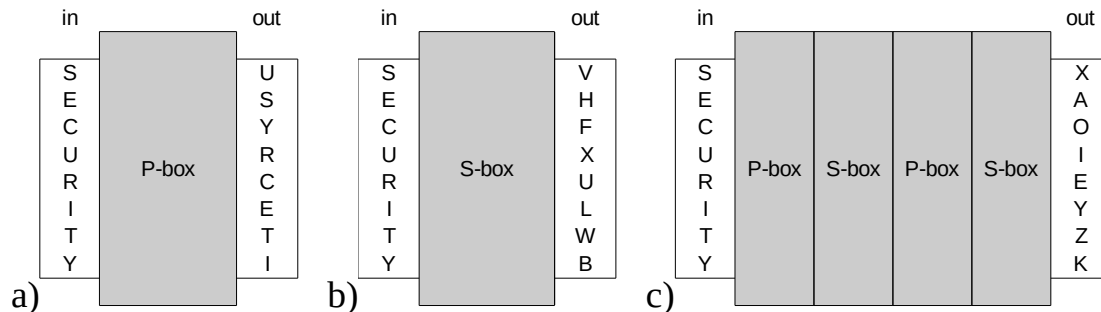 in out in out in out
S U S V S X
E S E H E A
C Y C F C O
U R U X U I
P-box S-box P-box S-box P-box S-box
R C R U R E
I E I L I Y
T T T W T Z
Y I Y B Y K
a) b) c)